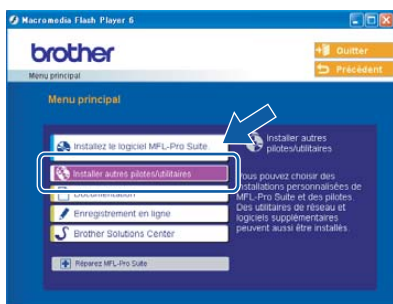 Macromedia Flash Player 6
brother
Quitter
Précédent
Menu principal
Menu principal
Installez le logiciel MFL-Pro Suite
Installer autres pilotes/utilitaires
Documentation
Enregistrement en ligne
Brother Solutions Center
Réparez MFL-Pro Suite
Installer autres
pilotes/utilitaires
Vous pouvez choisir des
installations personnalisées de
MFL-Pro Suite et des pilotes.
Des utilitaires de réseau et
logiciels supplémentaires
peuvent aussi être installés.